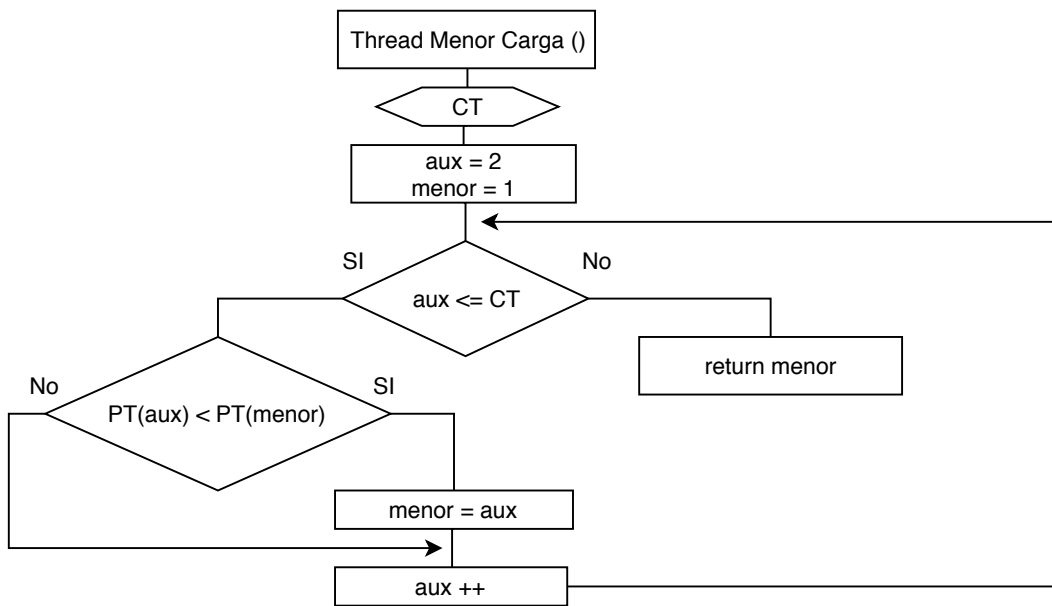 Thread Menor Carga ()
CT
aux = 2
menor = 1
SI
No
aux <= CT
return menor
No
SI
PT(aux) < PT(menor)
menor = aux
aux ++